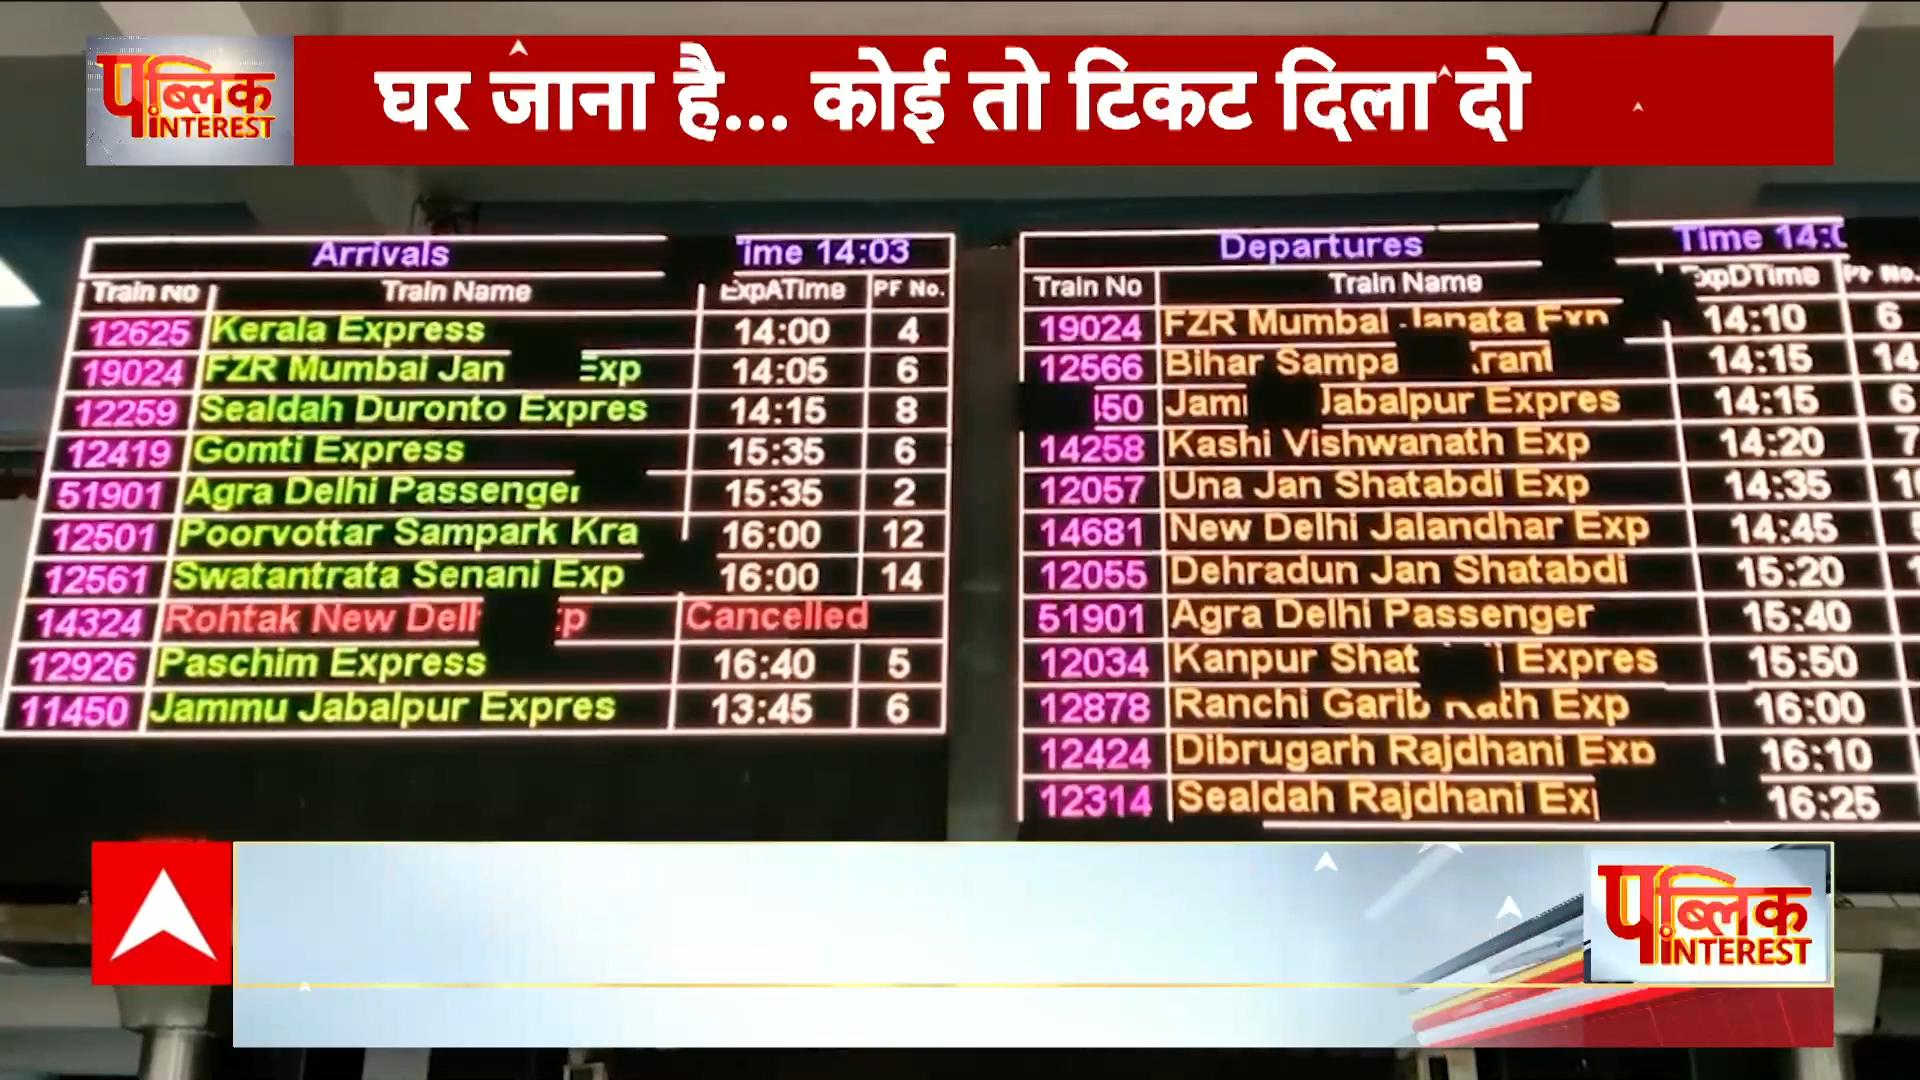 पब्लिक
INTEREST
घर जाना है... कोई तो टिकट दिला दो
Arrivals Time 14:03
Train No Train Name ExpATime PF No.
12625 Kerala Express 14:00 4
19024 FZR Mumbai Jan Exp 14:05 6
12259 Sealdah Duronto Expres 14:15 8
12419 Gomti Express 15:35 6
51901 Agra Delhi Passenger 15:35 2
12501 Poorvottar Sampark Kra 16:00 12
12561 Swatantrata Senani Exp 16:00 14
14324 Rohtak New Cancelled
12926 Paschim Express 16:40 5
11450 Jammu Jabalpur Expres 13:45 6
Departures Time
Train No Train Name ExpDTime PF No.
19024 FZR Mumbai Janata Exp 14:10 6
12566 Bihar 14:15 14
Jabalpur Expres 14:15 6
14258 Kashi Vishwanath Exp 14:20 7
12057 Una Jan Shatabdi Exp 14:35
14681 New Delhi Jalandhar Exp 14:45
12055 Dehradun Jan Shatabdi 15:20
51901 Agra Delhi Passenger 15:40
12034 Kanpur Expres 15:50
12878 Ranchi Garib Rath Exp 16:00
12424 Dibrugarh Rajdhani Exp 16:10
12314 Sealdah Rajdhani Exp 16:25
पब्लिक
INTEREST